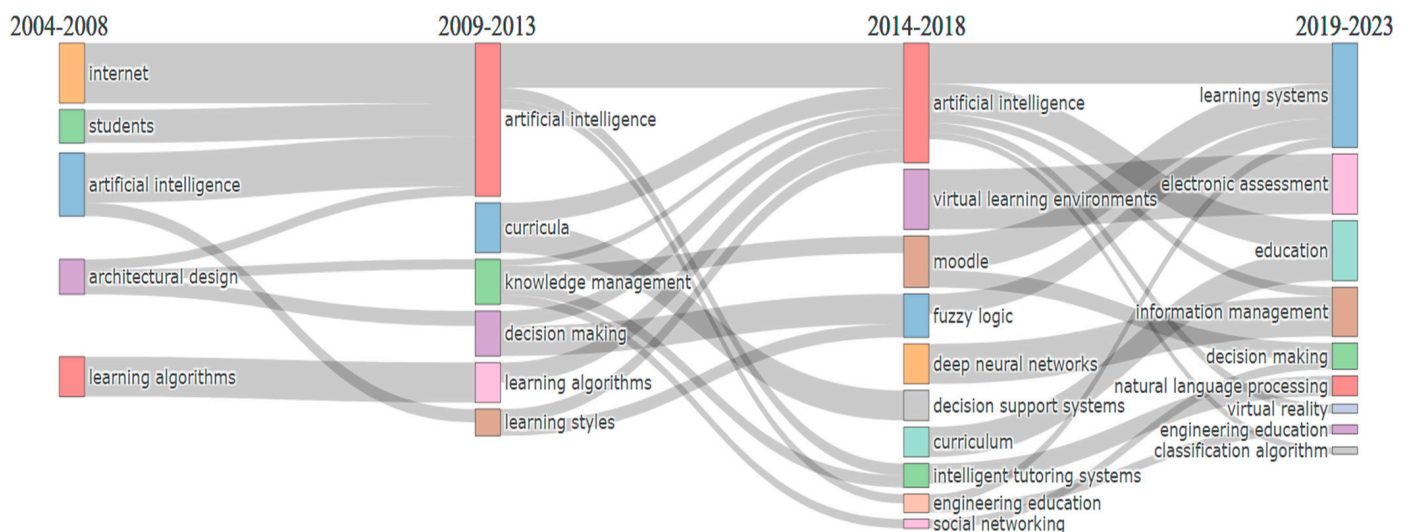 2004-2008
2009-2013
2014-2018
2019-2023
internet
students
artificial intelligence
architectural design
learning algorithms
artificial intelligence
curricula
knowledge management
decision making
learning algorithms
learning styles
artificial intelligence
virtual learning environments
moodle
fuzzy logic
deep neural networks
decision support systems
curriculum
intelligent tutoring systems
engineering education
social networking
learning systems
electronic assessment
education
information management
decision making
natural language processing
virtual reality
engineering education
classification algorithm